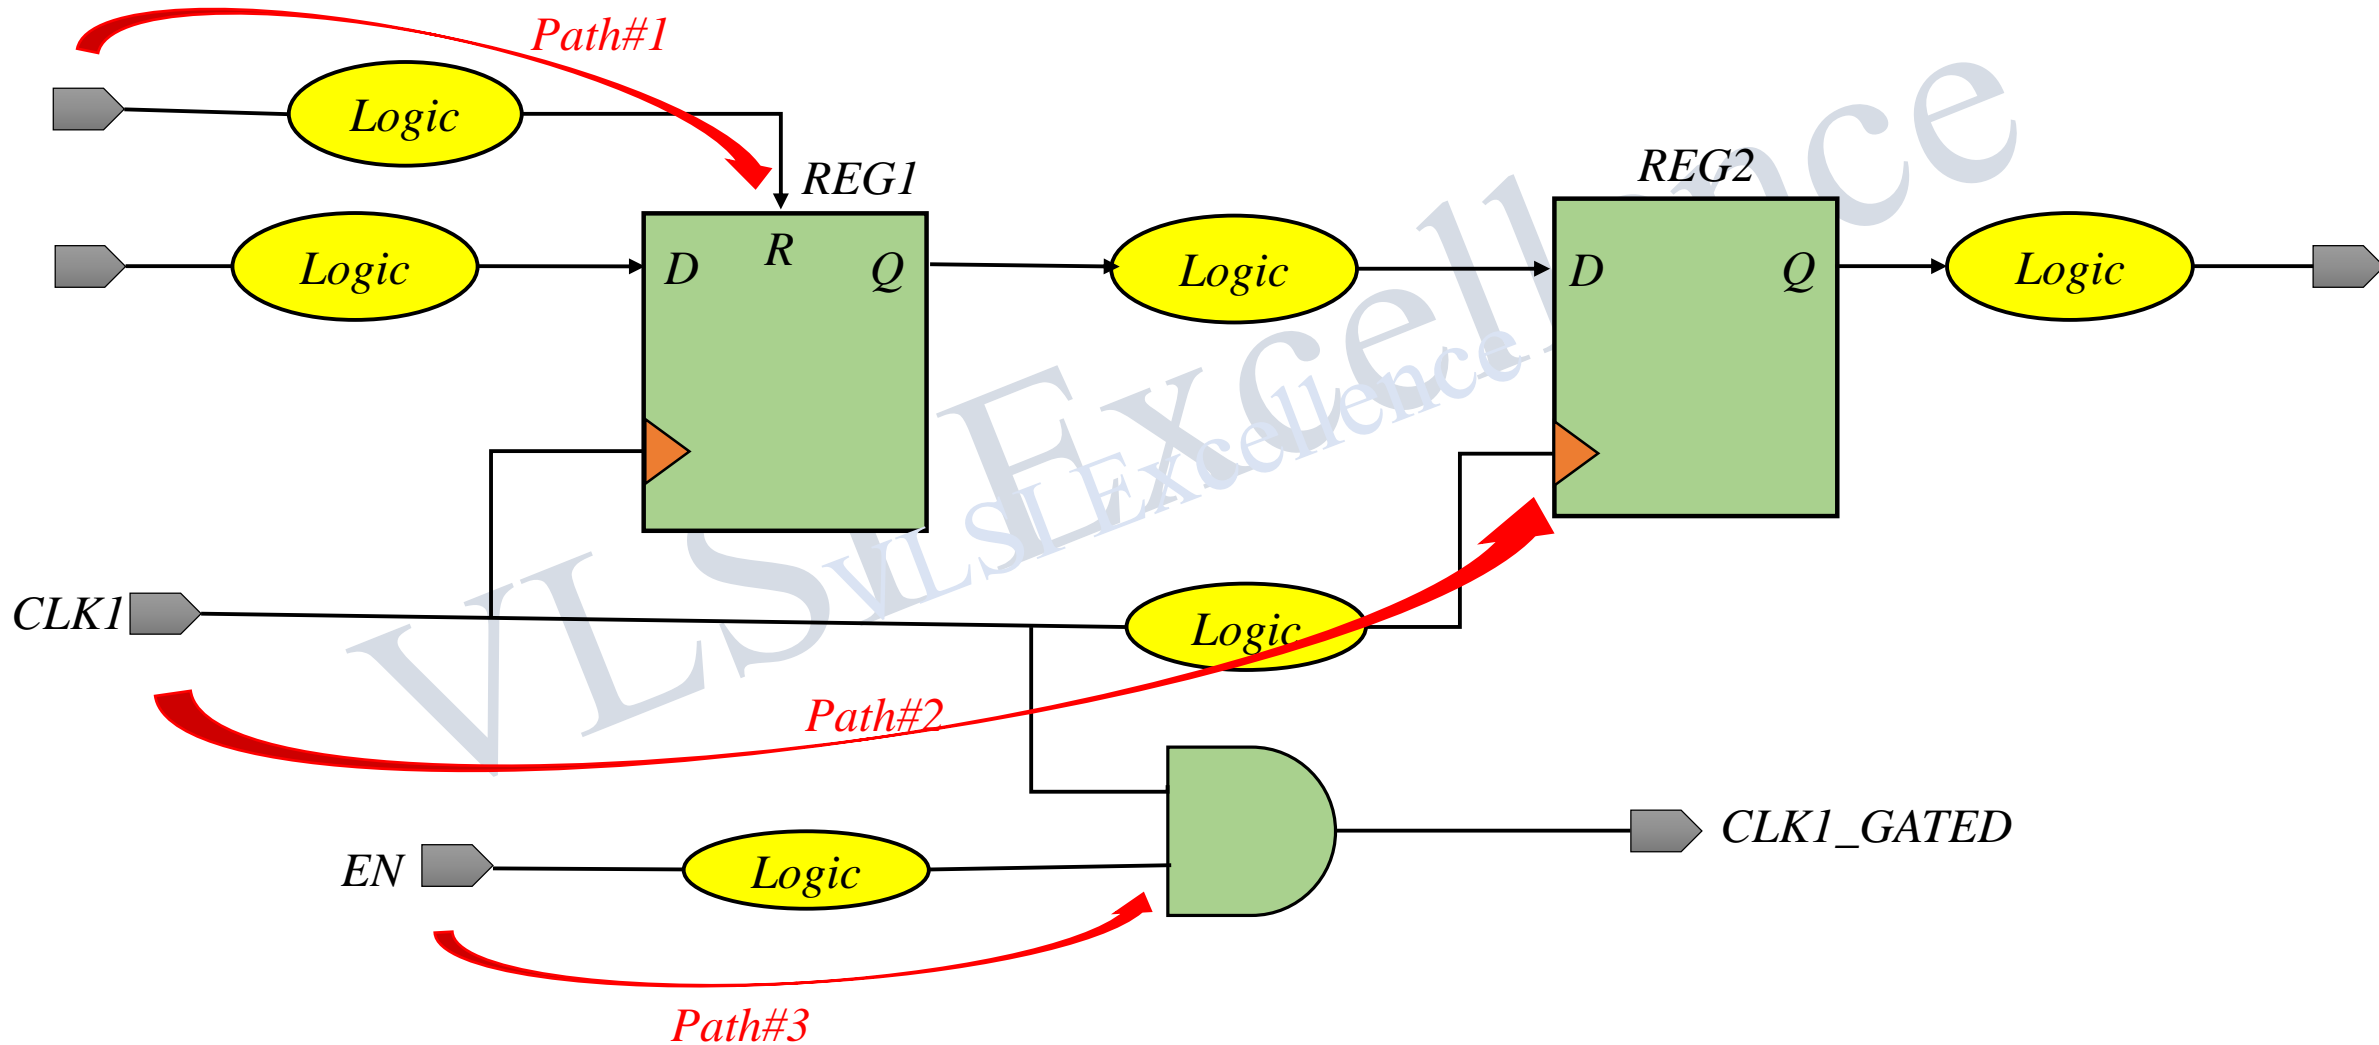 Path#1
Logic
REG1
REG2
Logic
D
R
Q
Logic
D
Q
Logic
VLSI Excellence
VLSI Excellence
CLK1
Logic
Path#2
CLK1_GATED
EN
Logic
Path#3